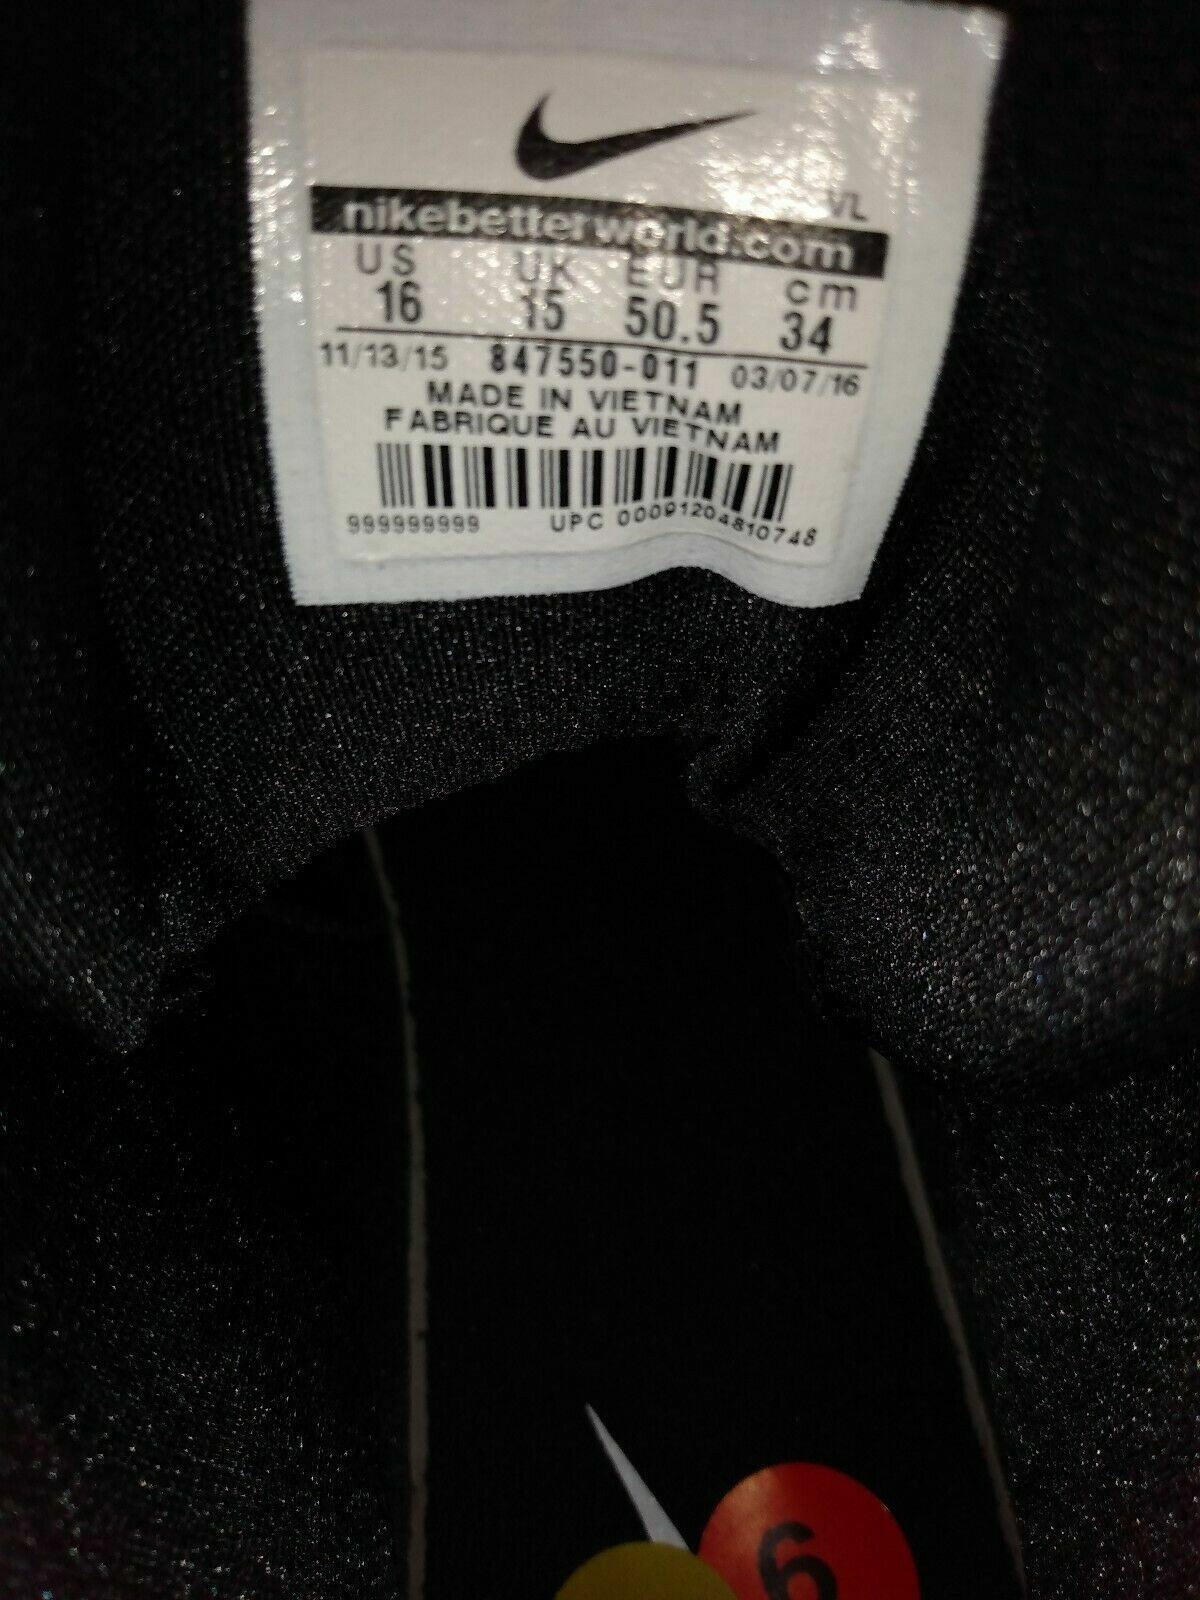 VL
nikebetterworld.com
US UK EUR cm
16 15 50.5 34
11/13/15 847550-011 03/07/16
MADE IN VIETNAM
FABRIQUE AU VIETNAM
999999999 UPC 00091204810748